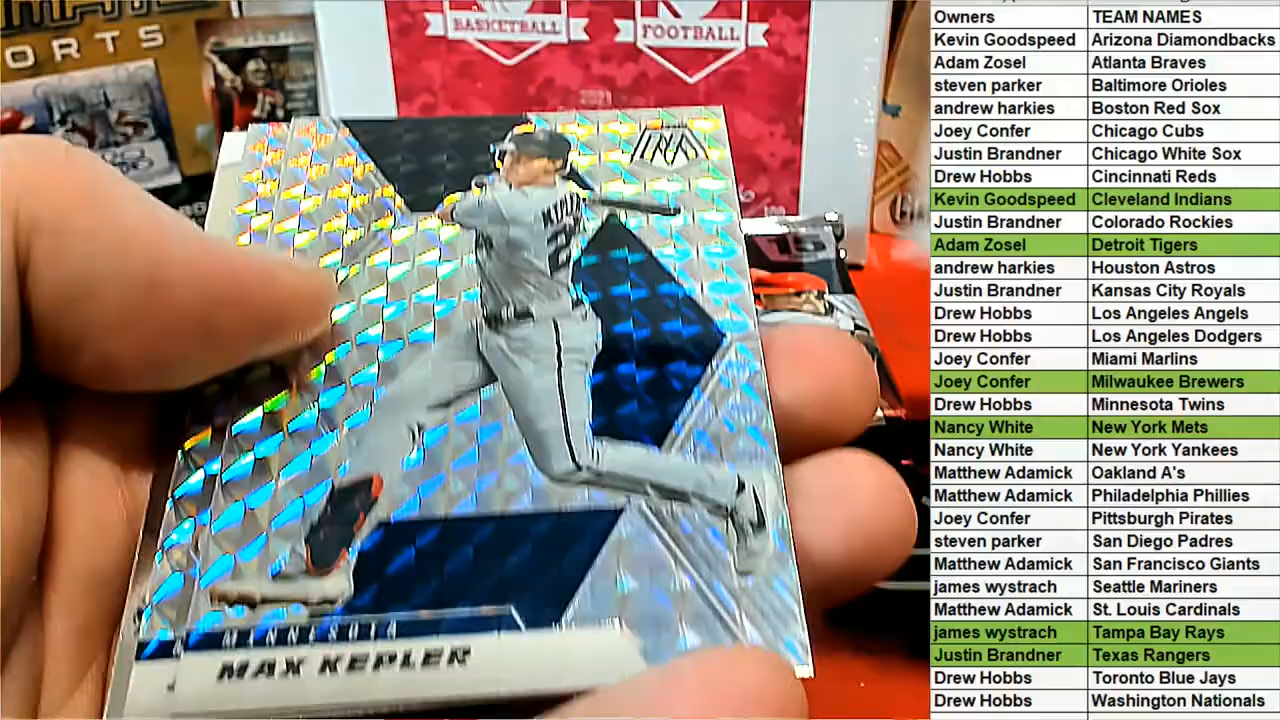 ORTS
BASKETBALL
FOOTBALL
2021
15
KEPLER
MINNESOTA
MAX KEPLER
Owners TEAM NAMES
Kevin Goodspeed Arizona Diamondbacks
Adam Zosel Atlanta Braves
steven parker Baltimore Orioles
andrew harkies Boston Red Sox
Joey Confer Chicago Cubs
Justin Brandner Chicago White Sox
Drew Hobbs Cincinnati Reds
Kevin Goodspeed Cleveland Indians
Justin Brandner Colorado Rockies
Adam Zosel Detroit Tigers
andrew harkies Houston Astros
Justin Brandner Kansas City Royals
Drew Hobbs Los Angeles Angels
Drew Hobbs Los Angeles Dodgers
Joey Confer Miami Marlins
Joey Confer Milwaukee Brewers
Drew Hobbs Minnesota Twins
Nancy White New York Mets
Nancy White New York Yankees
Matthew Adamick Oakland A's
Matthew Adamick Philadelphia Phillies
Joey Confer Pittsburgh Pirates
steven parker San Diego Padres
Matthew Adamick San Francisco Giants
james wystrach Seattle Mariners
Matthew Adamick St. Louis Cardinals
james wystrach Tampa Bay Rays
Justin Brandner Texas Rangers
Drew Hobbs Toronto Blue Jays
Drew Hobbs Washington Nationals